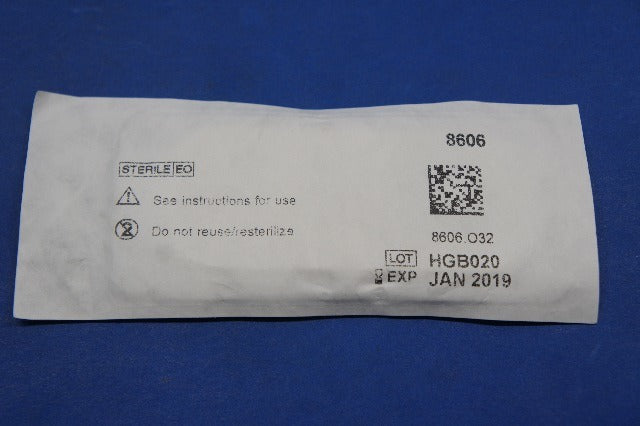 8606
STERILE EO
See instructions for use
Do not reuse/resterilize
8606.O32
LOT HGB020
EXP JAN 2019